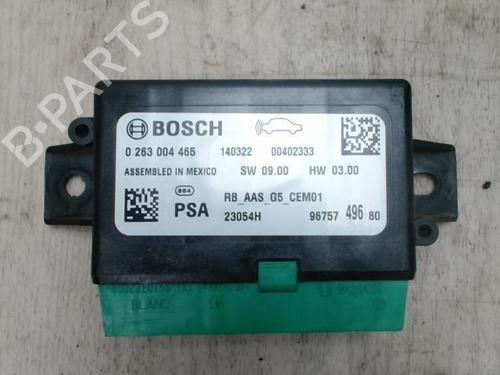 B-PARTS
BOSCH
0 263 004 465 140322 00402333
ASSEMBLED IN MEXICO SW 09.00 HW 03.00
884 RB_AAS_G5_CEM01
PSA 23054H 96757 496 80
BLANC